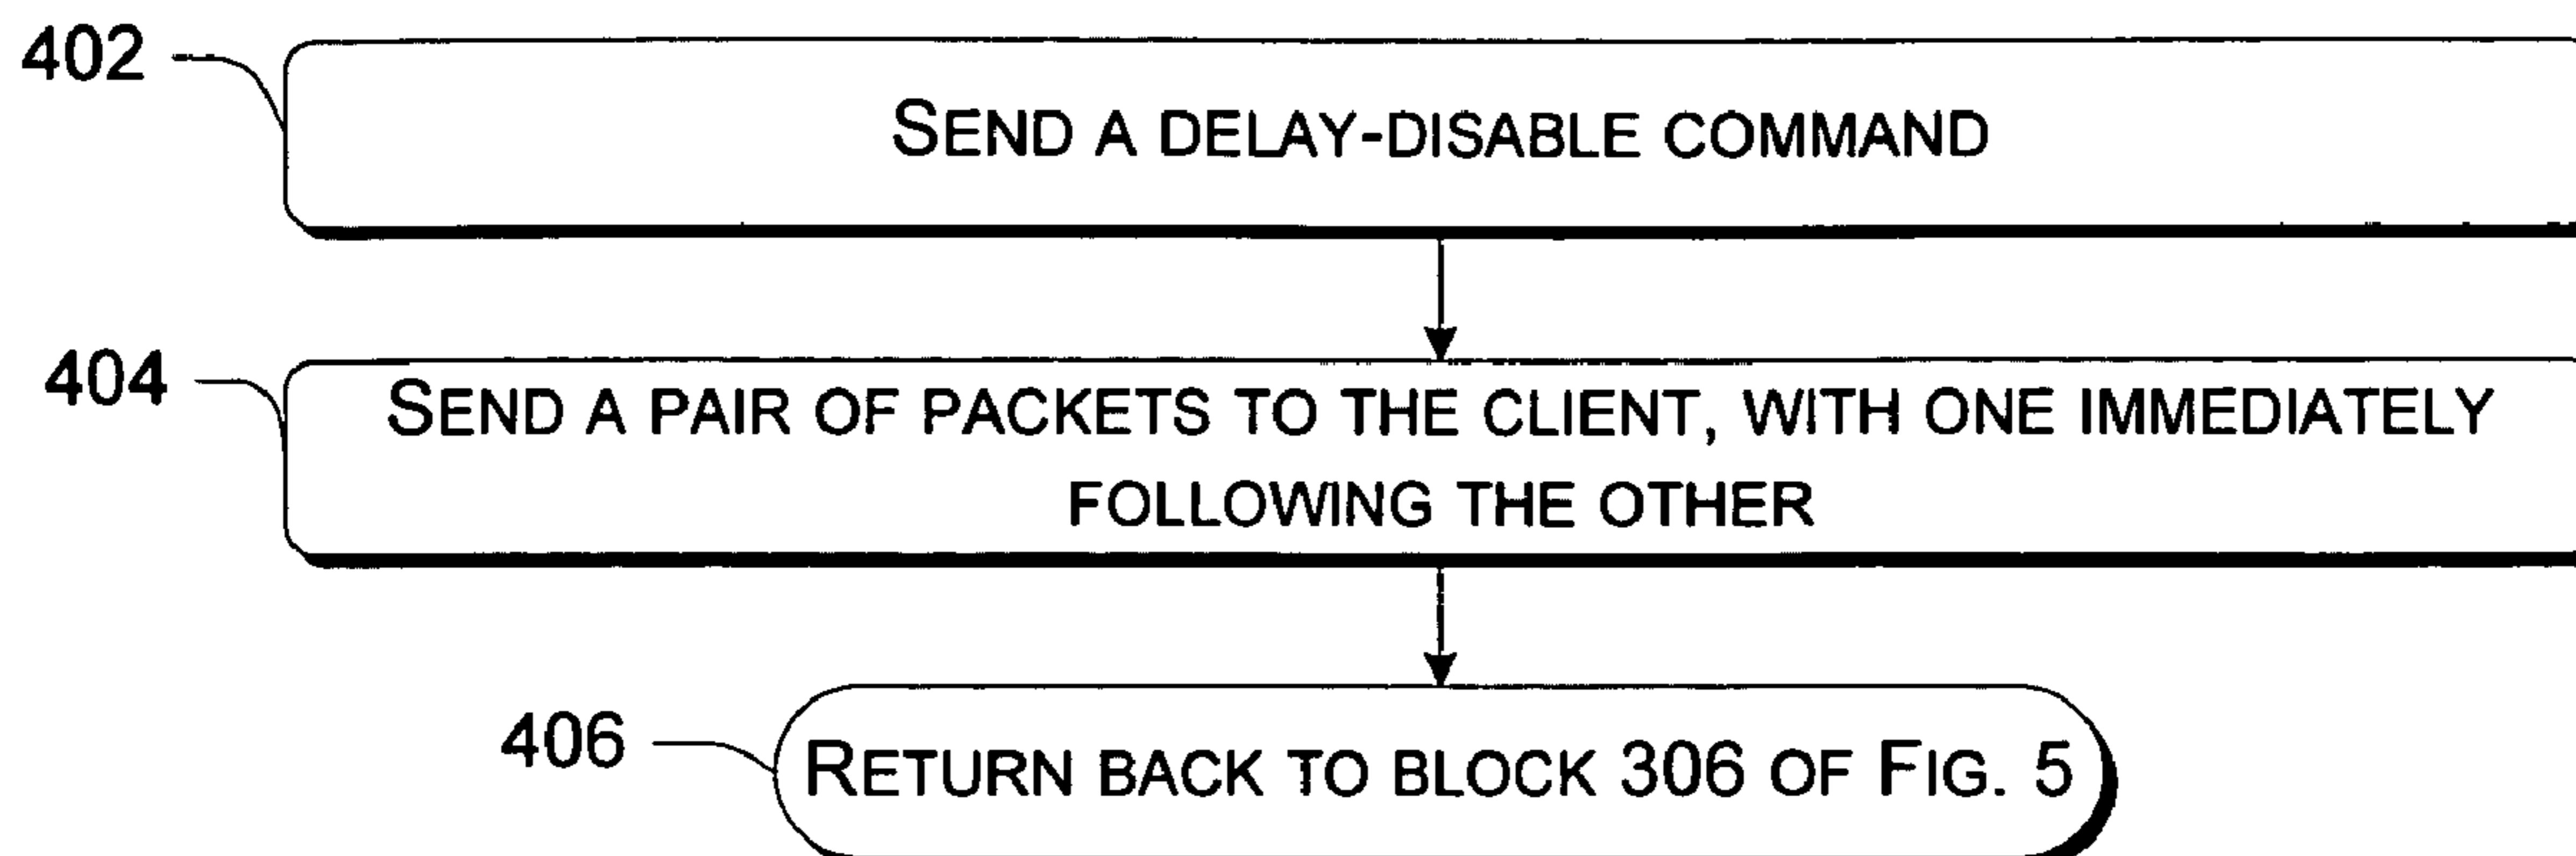 402
SEND A DELAY-DISABLE COMMAND
404
SEND A PAIR OF PACKETS TO THE CLIENT, WITH ONE IMMEDIATELY
FOLLOWING THE OTHER
406
RETURN BACK TO BLOCK 306 OF FIG. 5